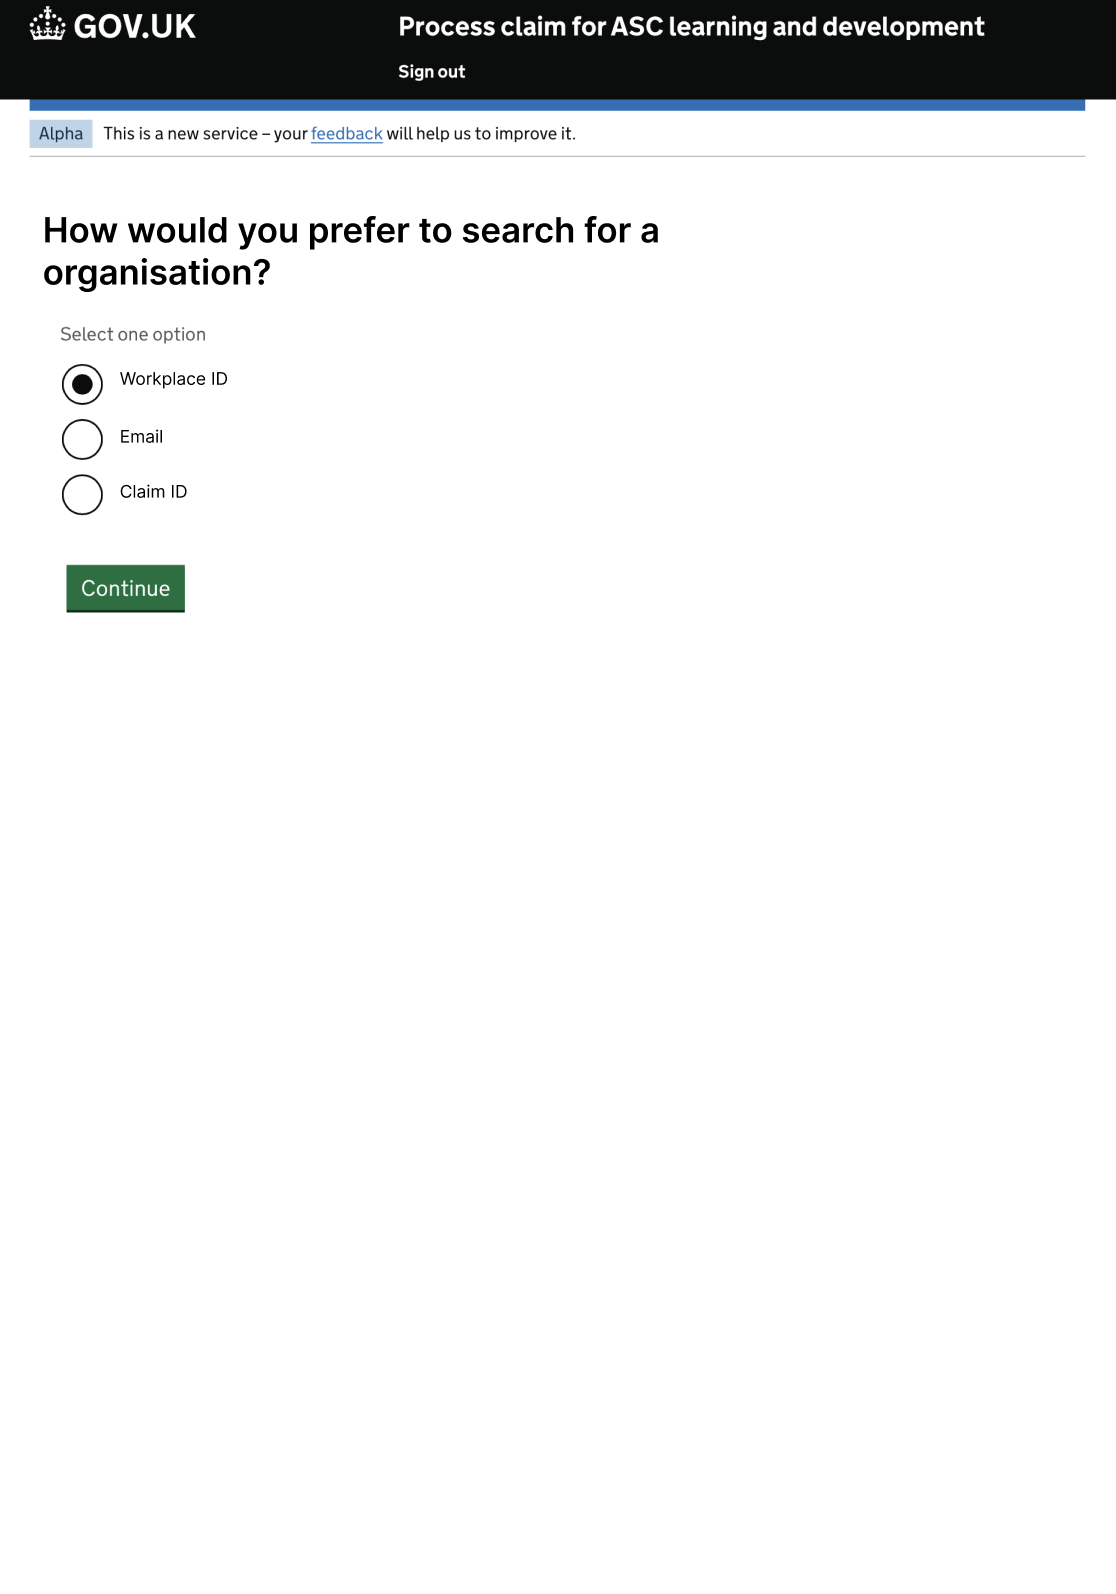 GOV.UK
Process claim for ASC learning and development
Sign out
Alpha
This is a new service – your feedback will help us to improve it.
How would you prefer to search for a
organisation?
Select one option
Workplace ID
Email
Claim ID
Continue